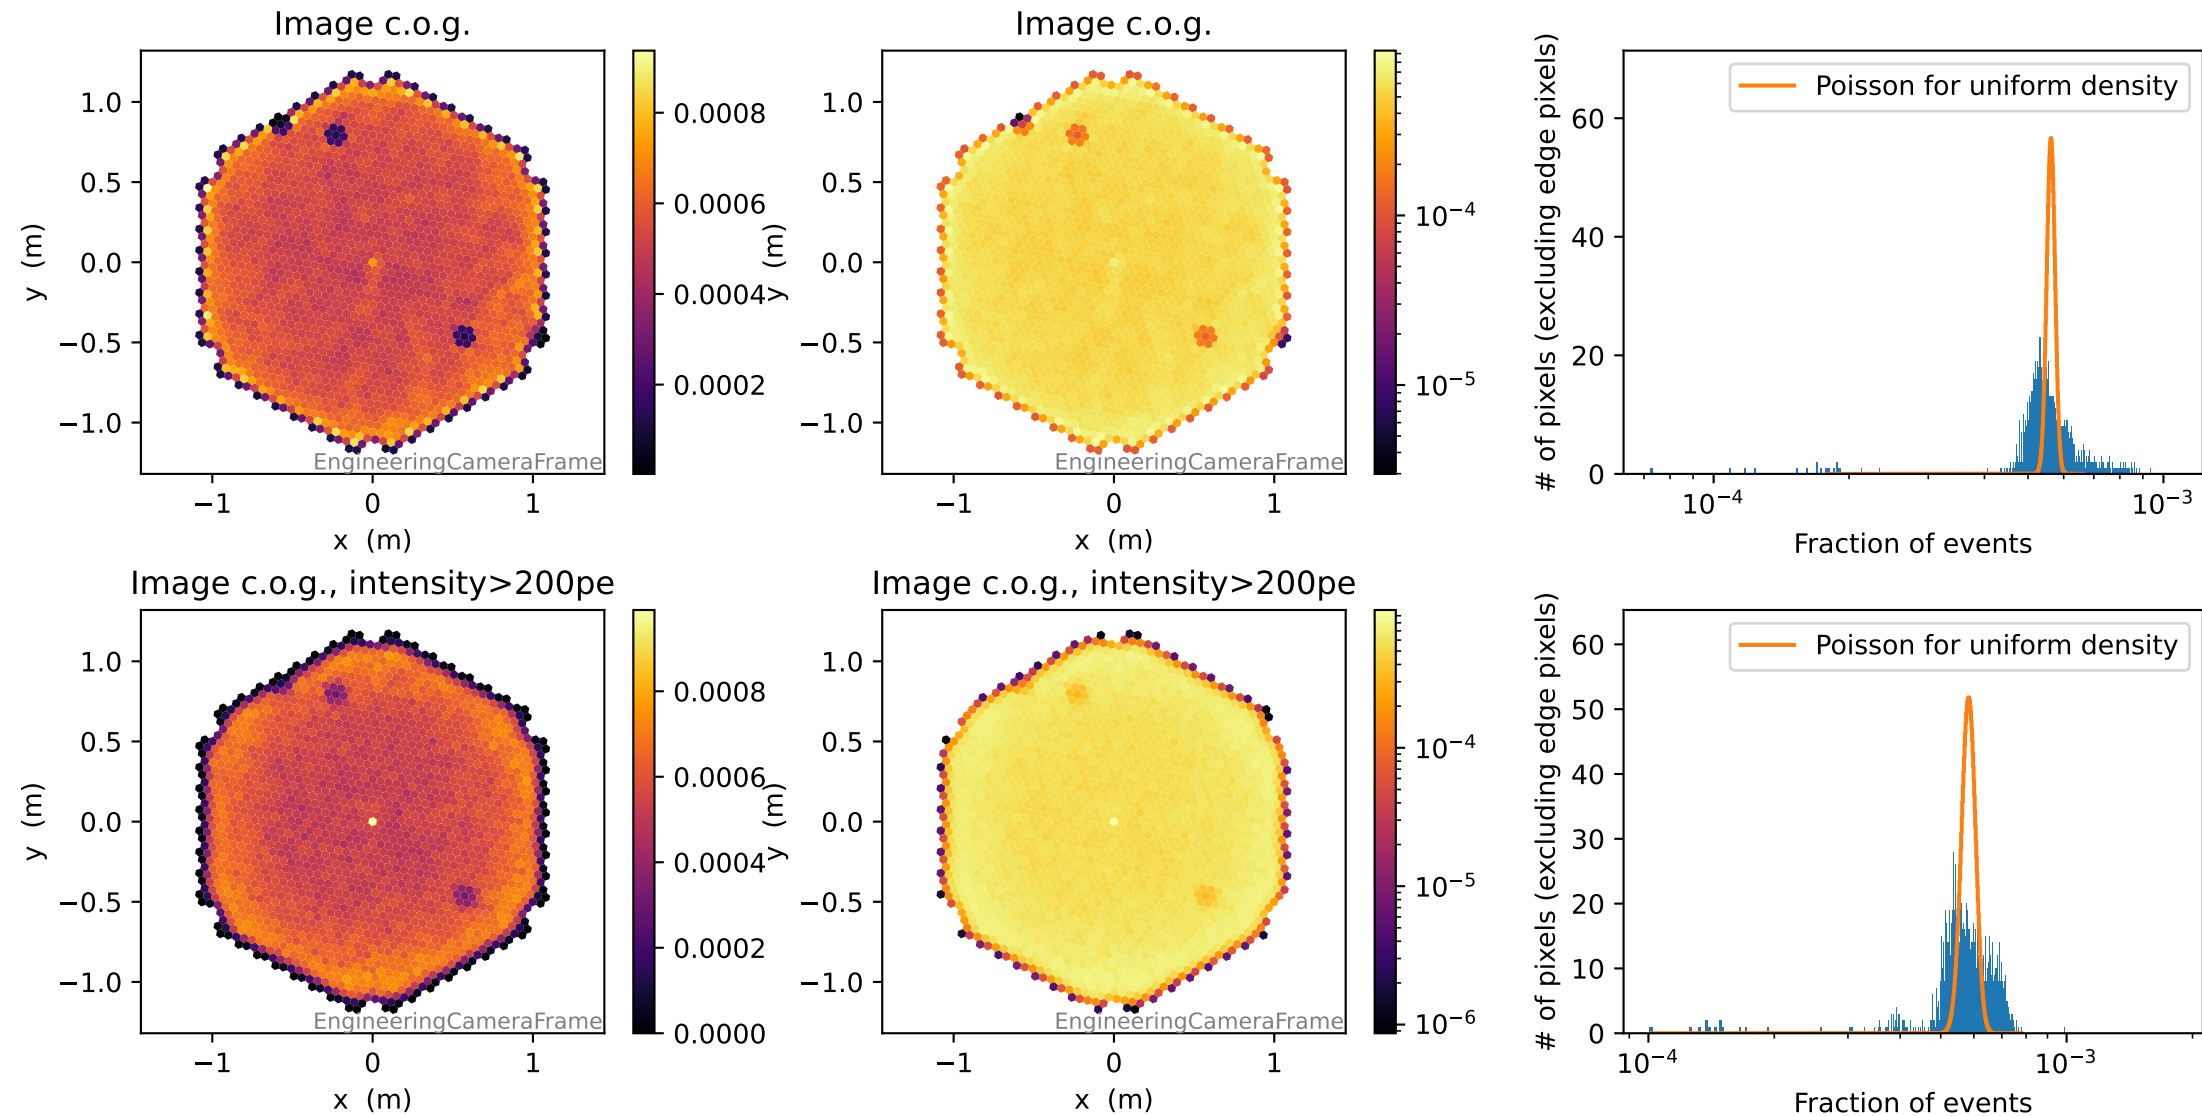 Image c.o.g.
1.0
0.5
0.0
−0.5
−1.0
y (m)
−1
0
1
x (m)
EngineeringCameraFrame
0.0008
0.0006
0.0004
0.0002
Image c.o.g.
1.0
0.5
0.0
−0.5
−1.0
y (m)
−1
0
1
x (m)
EngineeringCameraFrame
10⁻⁴
10⁻⁵
Poisson for uniform density
# of pixels (excluding edge pixels)
60
40
20
0
10⁻⁴
10⁻³
Fraction of events
Image c.o.g., intensity>200pe
1.0
0.5
0.0
−0.5
−1.0
y (m)
−1
0
1
x (m)
EngineeringCameraFrame
0.0008
0.0006
0.0004
0.0002
0.0000
Image c.o.g., intensity>200pe
1.0
0.5
0.0
−0.5
−1.0
y (m)
−1
0
1
x (m)
EngineeringCameraFrame
10⁻⁴
10⁻⁵
10⁻⁶
Poisson for uniform density
# of pixels (excluding edge pixels)
60
50
40
30
20
10
0
10⁻⁴
10⁻³
Fraction of events